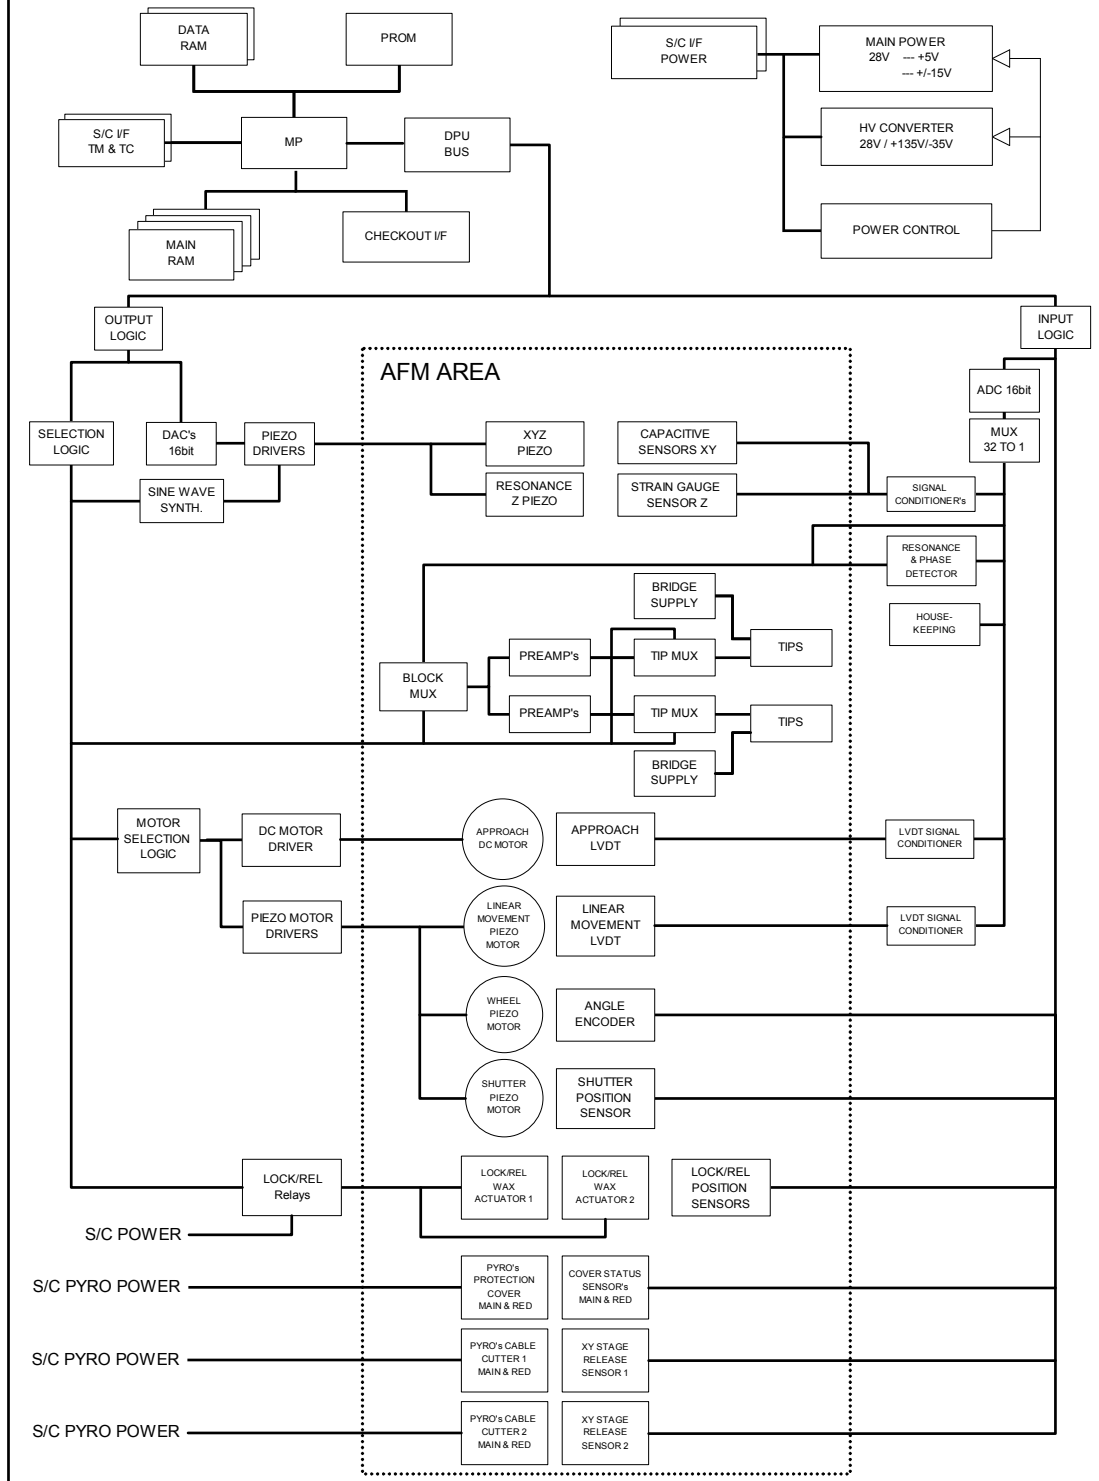 DATA
RAM
PROM
S/C I/F
POWER
MAIN POWER
28V --- +5V
--- +/-15V
S/C I/F
TM & TC
MP
DPU
BUS
HV CONVERTER
28V / +135V/-35V
MAIN
RAM
CHECKOUT I/F
POWER CONTROL
OUTPUT
LOGIC
INPUT
LOGIC
AFM AREA
ADC 16bit
SELECTION
LOGIC
DAC's
16bit
PIEZO
DRIVERS
XYZ
PIEZO
CAPACITIVE
SENSORS XY
MUX
32 TO 1
SINE WAVE
SYNTH.
RESONANCE
Z PIEZO
STRAIN GAUGE
SENSOR Z
SIGNAL
CONDITIONER's
RESONANCE
& PHASE
DETECTOR
BRIDGE
SUPPLY
HOUSE-
KEEPING
PREAMP's
TIP MUX
TIPS
BLOCK
MUX
PREAMP's
TIP MUX
TIPS
BRIDGE
SUPPLY
MOTOR
SELECTION
LOGIC
DC MOTOR
DRIVER
APPROACH
DC MOTOR
APPROACH
LVDT
LVDT SIGNAL
CONDITIONER
PIEZO MOTOR
DRIVERS
LINEAR
MOVEMENT
PIEZO
MOTOR
LINEAR
MOVEMENT
LVDT
LVDT SIGNAL
CONDITIONER
WHEEL
PIEZO
MOTOR
ANGLE
ENCODER
SHUTTER
PIEZO
MOTOR
SHUTTER
POSITION
SENSOR
LOCK/REL
Relays
LOCK/REL
WAX
ACTUATOR 1
LOCK/REL
WAX
ACTUATOR 2
LOCK/REL
POSITION
SENSORS
S/C POWER
S/C PYRO POWER
PYRO's
PROTECTION
COVER
MAIN & RED
COVER STATUS
SENSOR's
MAIN & RED
S/C PYRO POWER
PYRO's CABLE
CUTTER 1
MAIN & RED
XY STAGE
RELEASE
SENSOR 1
S/C PYRO POWER
PYRO's CABLE
CUTTER 2
MAIN & RED
XY STAGE
RELEASE
SENSOR 2